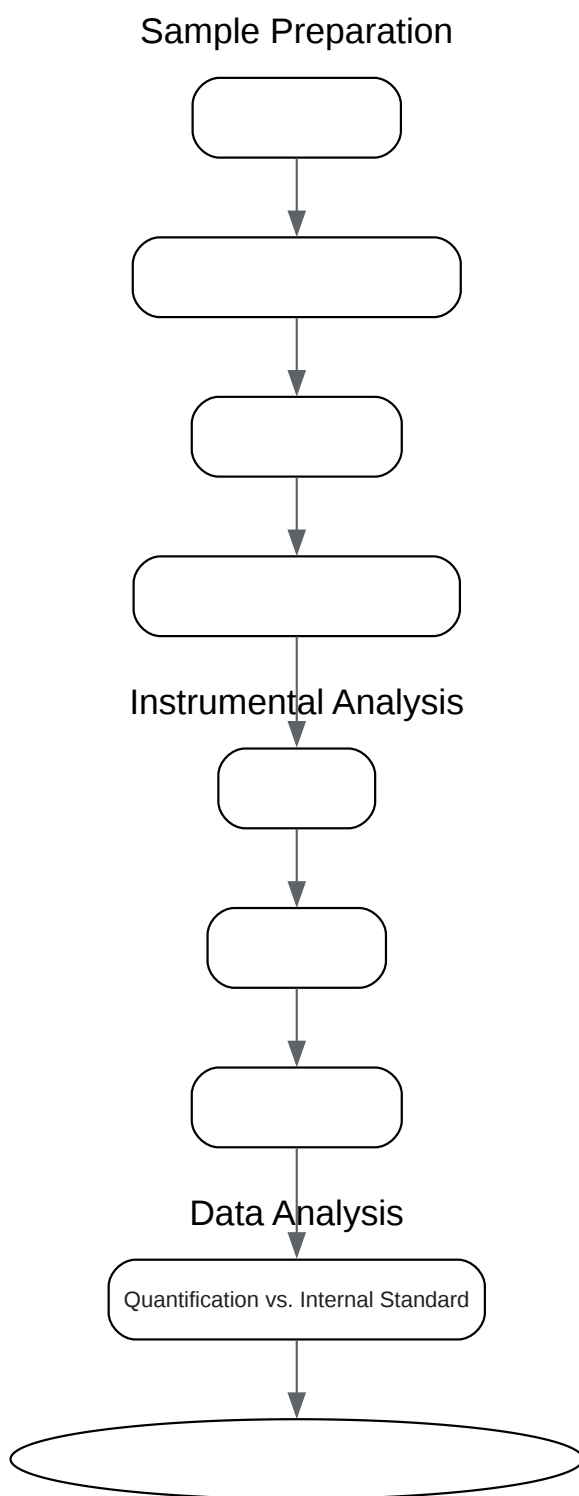 Sample Preparation
Instrumental Analysis
Data Analysis
Quantification vs. Internal Standard